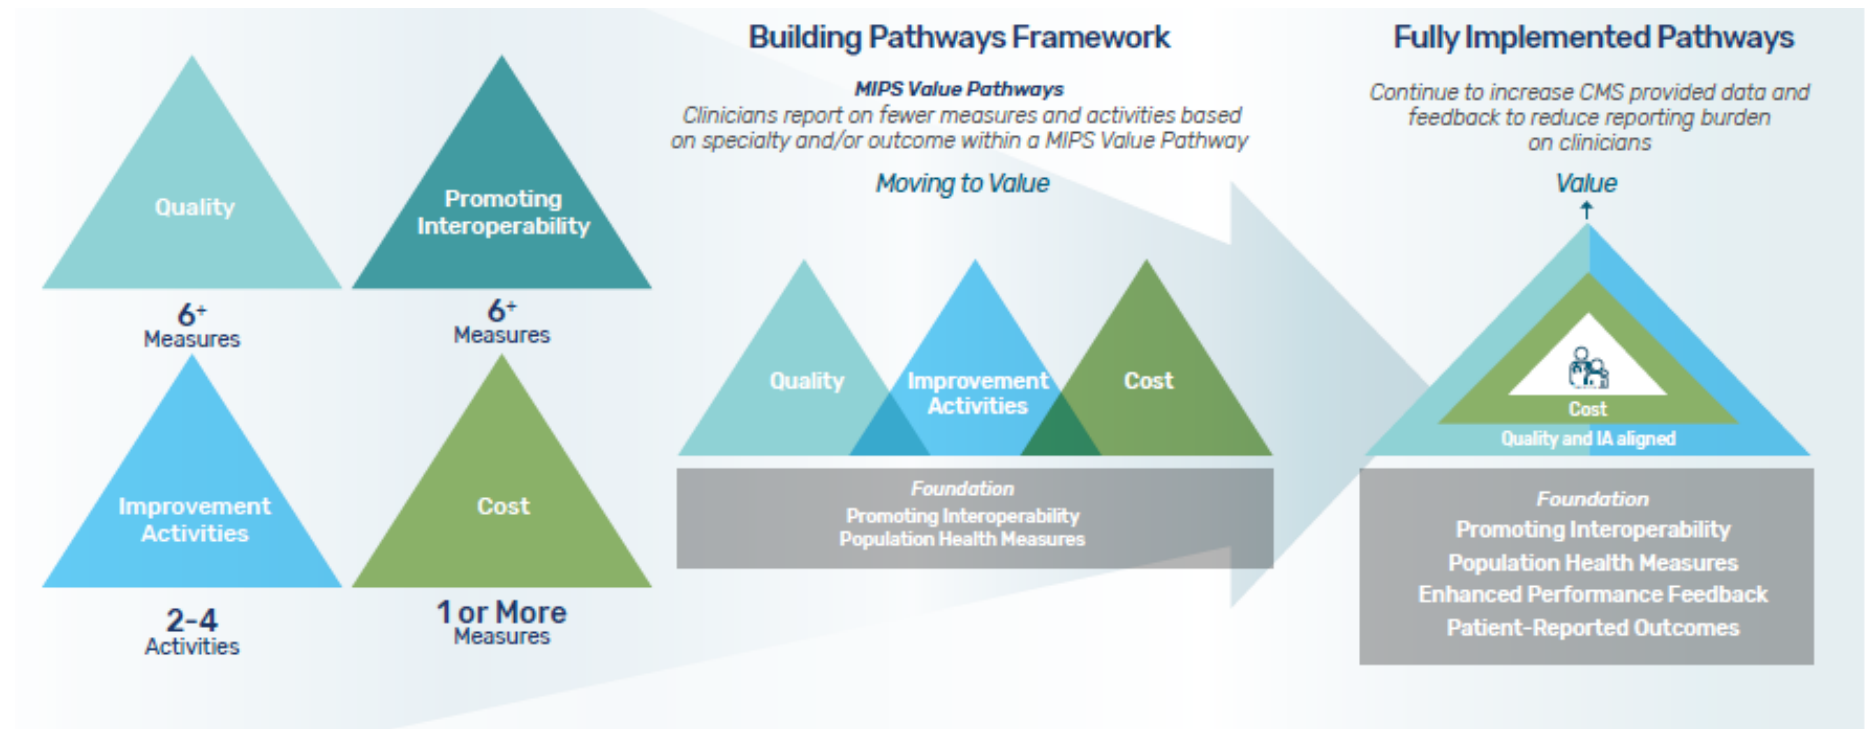 Quality
6+
Measures
Promoting
Interoperability
6+
Measures
Improvement
Activities
2-4
Activities
Cost
1 or More
Measures
Building Pathways Framework
MIPS Value Pathways
Clinicians report on fewer measures and activities based
on specialty and/or outcome within a MIPS Value Pathway
Moving to Value
Quality
Improvement
Activities
Cost
Foundation
Promoting Interoperability
Population Health Measures
Fully Implemented Pathways
Continue to increase CMS provided data and
feedback to reduce reporting burden
on clinicians
Value
Cost
Quality and IA aligned
Foundation
Promoting Interoperability
Population Health Measures
Enhanced Performance Feedback
Patient-Reported Outcomes